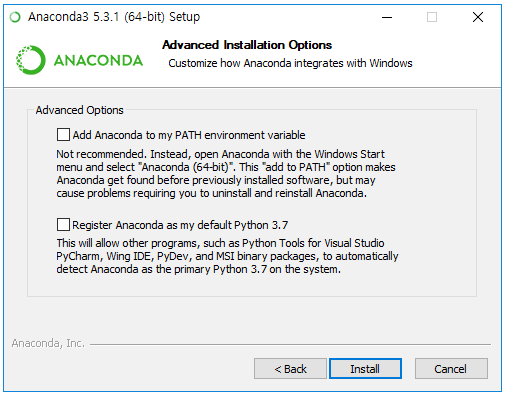 Anaconda3 5.3.1 (64-bit) Setup
ANACONDA
Advanced Installation Options
Customize how Anaconda integrates with Windows
Advanced Options
Add Anaconda to my PATH environment variable
Not recommended. Instead, open Anaconda with the Windows Start
menu and select "Anaconda (64-bit)". This "add to PATH" option makes
Anaconda get found before previously installed software, but may
cause problems requiring you to uninstall and reinstall Anaconda.
Register Anaconda as my default Python 3.7
This will allow other programs, such as Python Tools for Visual Studio
PyCharm, Wing IDE, PyDev, and MSI binary packages, to automatically
detect Anaconda as the primary Python 3.7 on the system.
Anaconda, Inc.
< Back
Install
Cancel